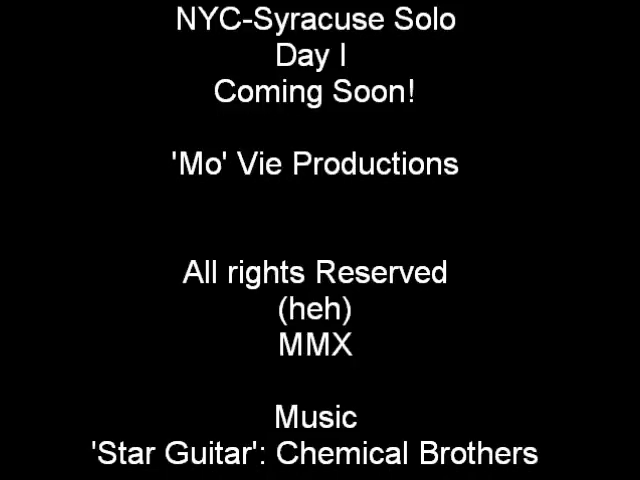 NYC-Syracuse Solo
Day I
Coming Soon!
'Mo' Vie Productions
All rights Reserved
(heh)
MMX
Music
'Star Guitar': Chemical Brothers